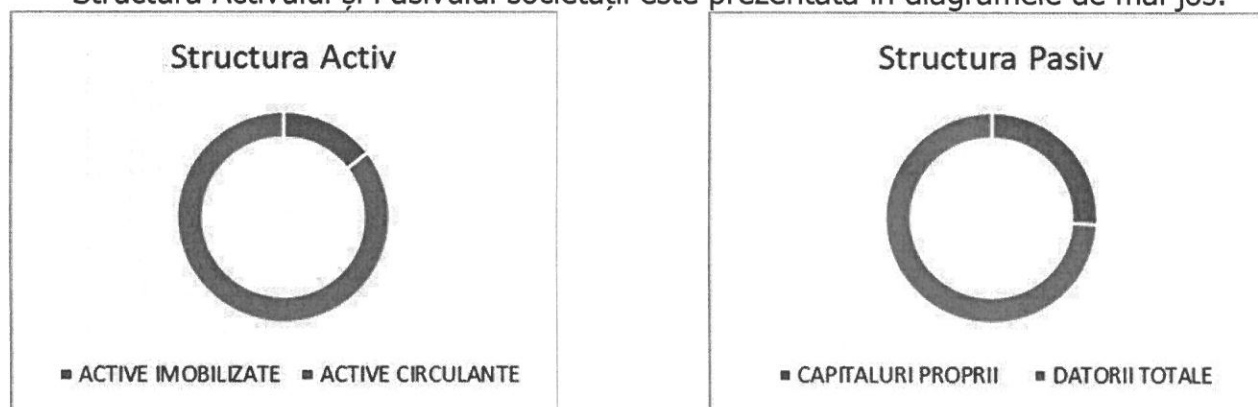 Structura Activului și Pasivului societății este prezentată în diagramele de mai jos:
Structura Activ
Structura Pasiv
■ ACTIVE IMOBILIZATE ■ ACTIVE CIRCULANTE
■ CAPITALURI PROPRII ■ DATORII TOTALE